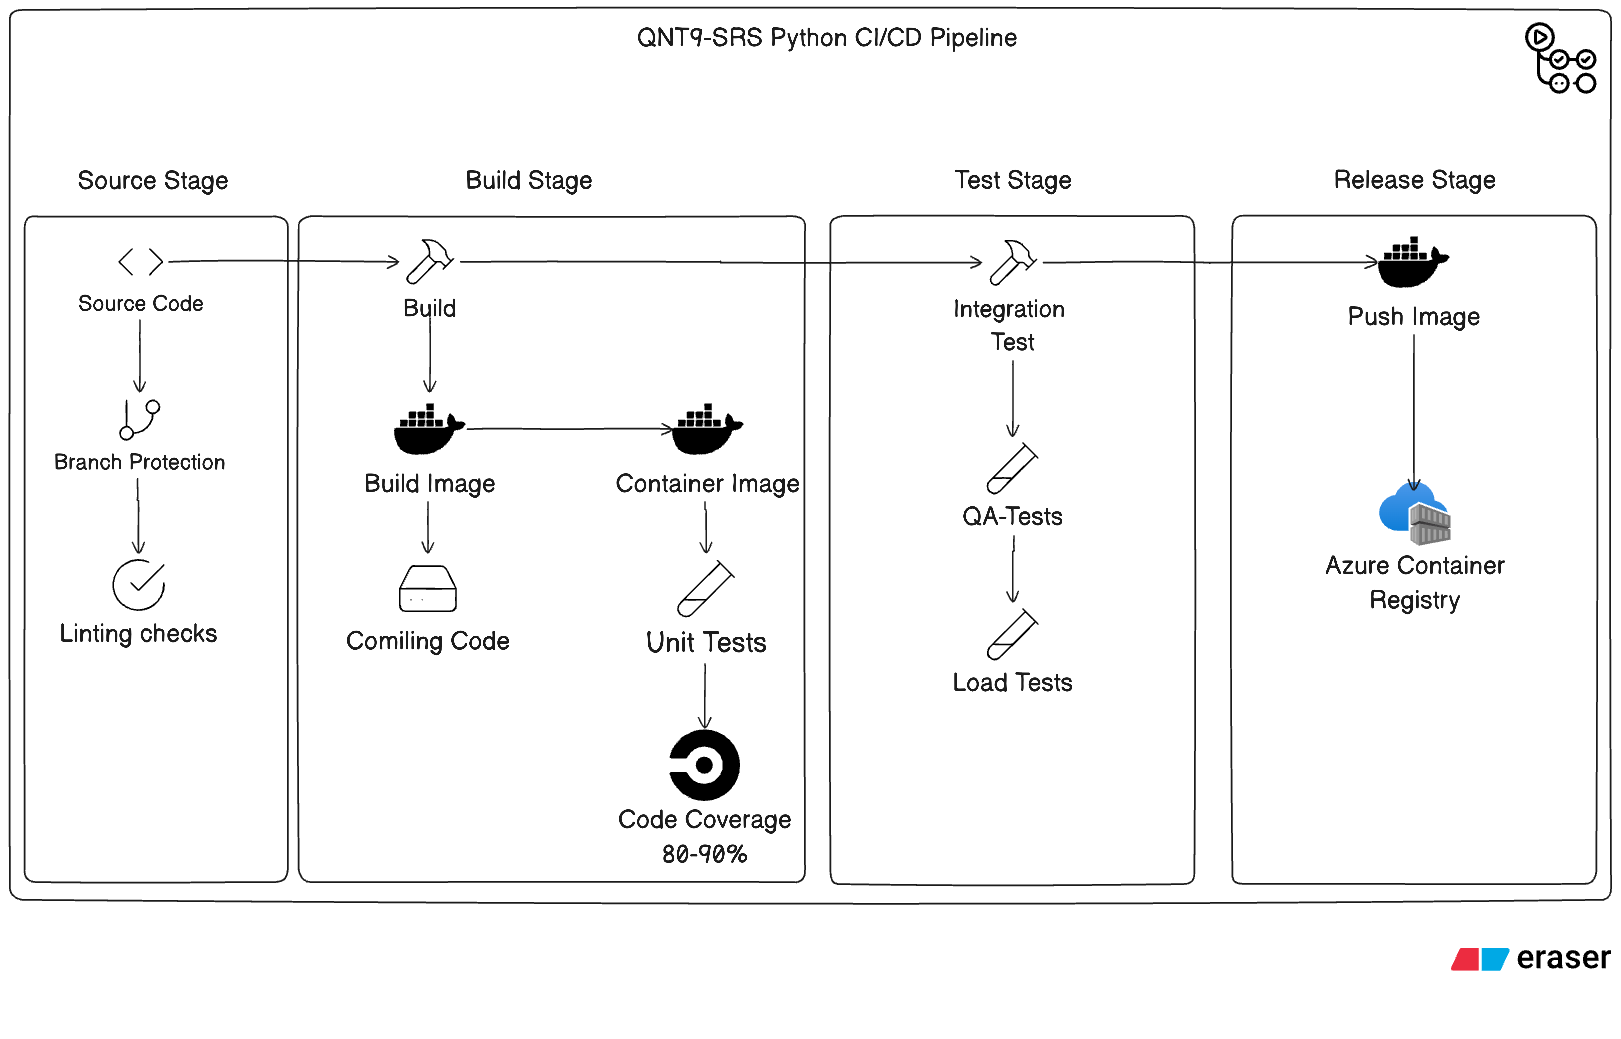 QNT9-SRS Python CI/CD Pipeline
Source Stage
Build Stage
Test Stage
Release Stage
Source Code
Branch Protection
Linting checks
Build
Build Image
Container Image
Comiling Code
Unit Tests
Code Coverage
80-90%
Integration
Test
QA-Tests
Load Tests
Push Image
Azure Container
Registry
eraser